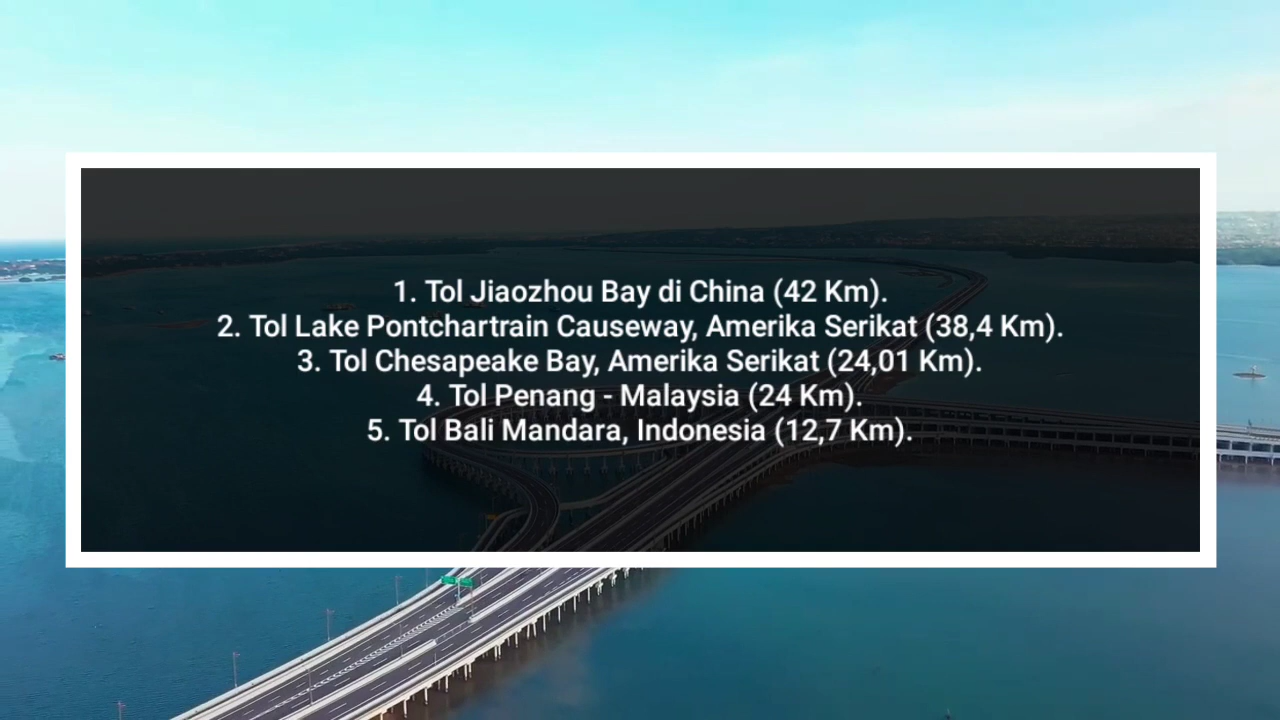 1. Tol Jiaozhou Bay di China (42 Km).
2. Tol Lake Pontchartrain Causeway, Amerika Serikat (38,4 Km).
3. Tol Chesapeake Bay, Amerika Serikat (24,01 Km).
4. Tol Penang - Malaysia (24 Km).
5. Tol Bali Mandara, Indonesia (12,7 Km).